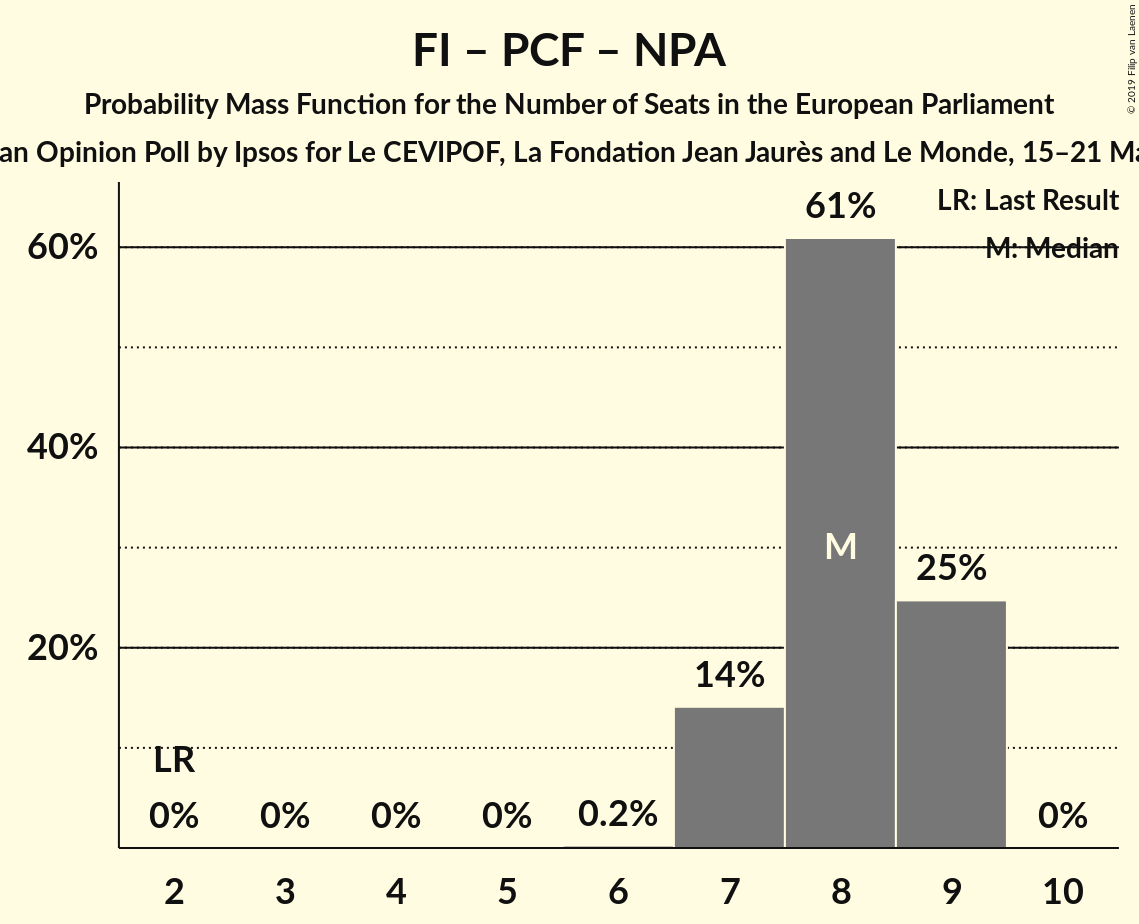 FI – PCF – NPA
Probability Mass Function for the Number of Seats in the European Parliament
an Opinion Poll by Ipsos for Le CEVIPOF, La Fondation Jean Jaurès and Le Monde, 15–21
© 2019 Filip van Laenen
LR: Last Result
M: Median
60%
40%
20%
61%
M
25%
14%
LR
0%
0%
0%
0%
0.2%
0%
2
3
4
5
6
7
8
9
10